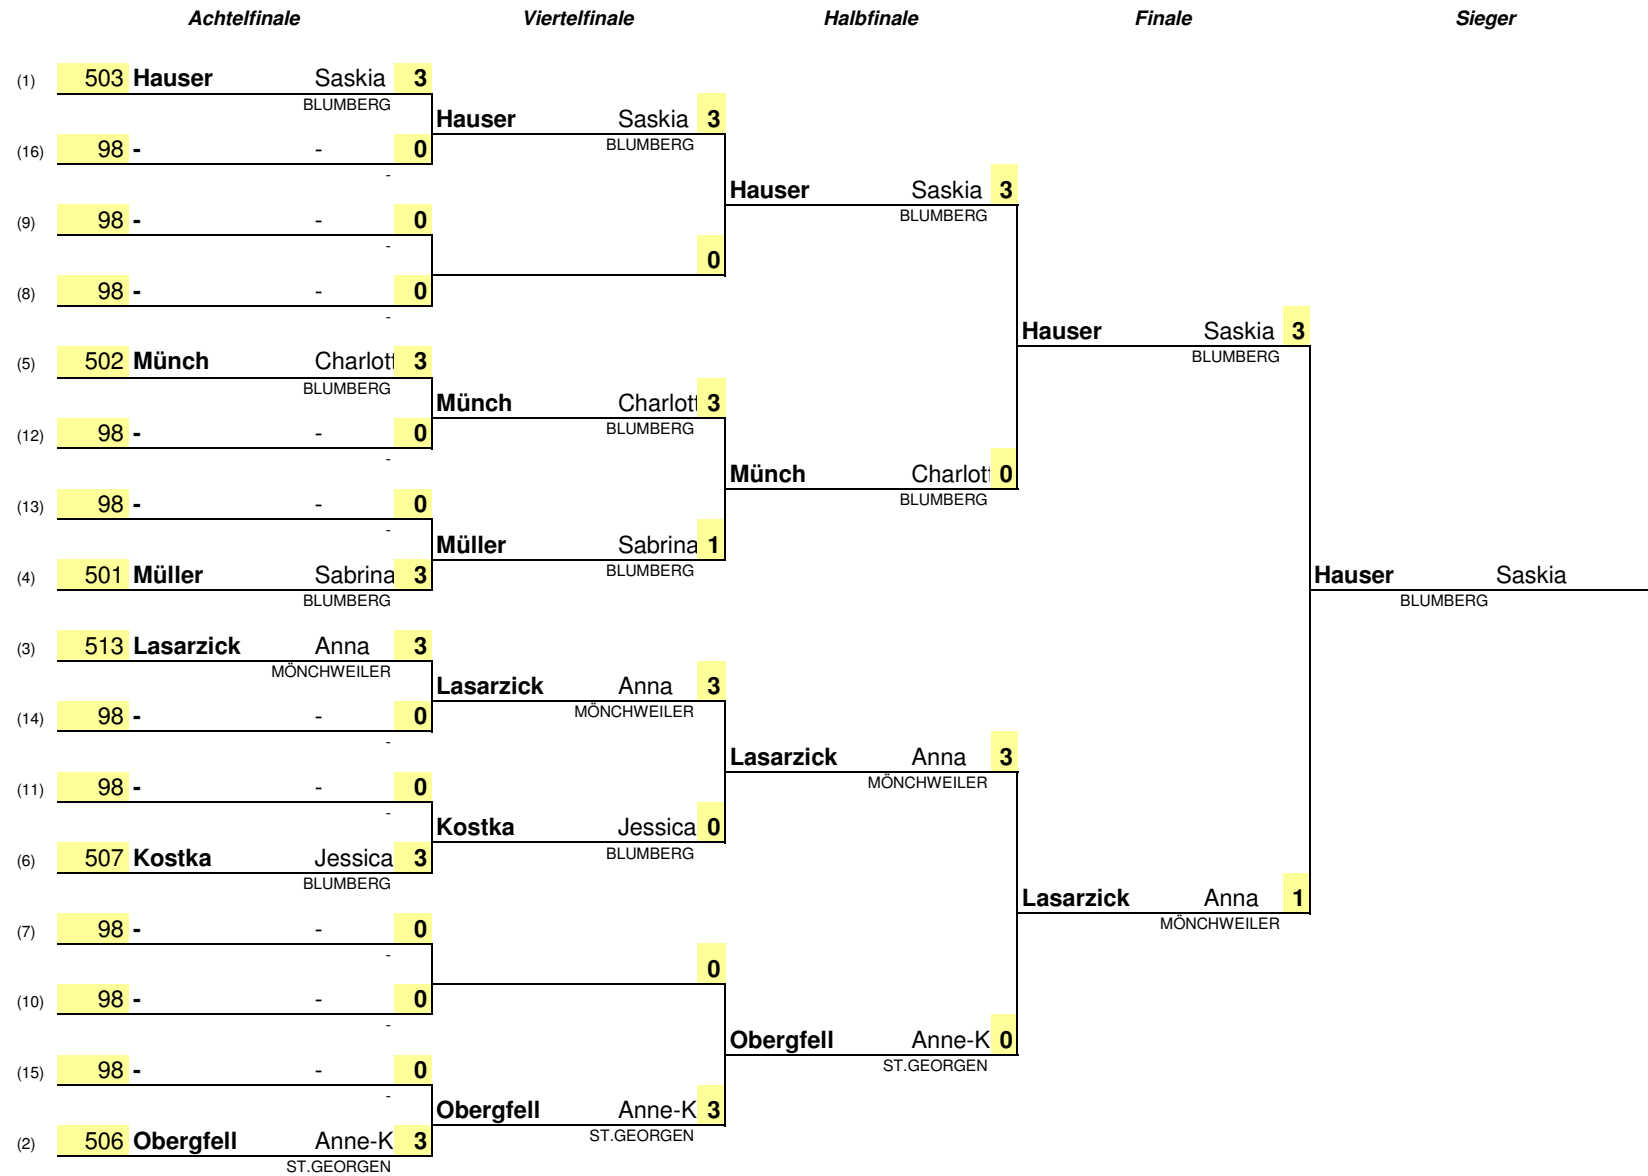 Achtelfinale Viertelfinale Halbfinale Finale Sieger
(1) 503 Hauser Saskia 3
BLUMBERG
Hauser Saskia 3
BLUMBERG
(16) 98 - - 0
-
Hauser Saskia 3
BLUMBERG
(9) 98 - - 0
-
0
(8) 98 - - 0
-
Hauser Saskia 3
BLUMBERG
(5) 502 Münch Charlott 3
BLUMBERG
Münch Charlott 3
BLUMBERG
(12) 98 - - 0
-
Münch Charlott 0
BLUMBERG
(13) 98 - - 0
-
Müller Sabrina 1
BLUMBERG
(4) 501 Müller Sabrina 3
BLUMBERG
Hauser Saskia
BLUMBERG
(3) 513 Lasarzick Anna 3
MÖNCHWEILER
Lasarzick Anna 3
MÖNCHWEILER
(14) 98 - - 0
-
Lasarzick Anna 3
MÖNCHWEILER
(11) 98 - - 0
-
Kostka Jessica 0
BLUMBERG
(6) 507 Kostka Jessica 3
BLUMBERG
Lasarzick Anna 1
MÖNCHWEILER
(7) 98 - - 0
-
0
(10) 98 - - 0
-
Obergfell Anne-K 0
ST.GEORGEN
(15) 98 - - 0
-
Obergfell Anne-K 3
ST.GEORGEN
(2) 506 Obergfell Anne-K 3
ST.GEORGEN